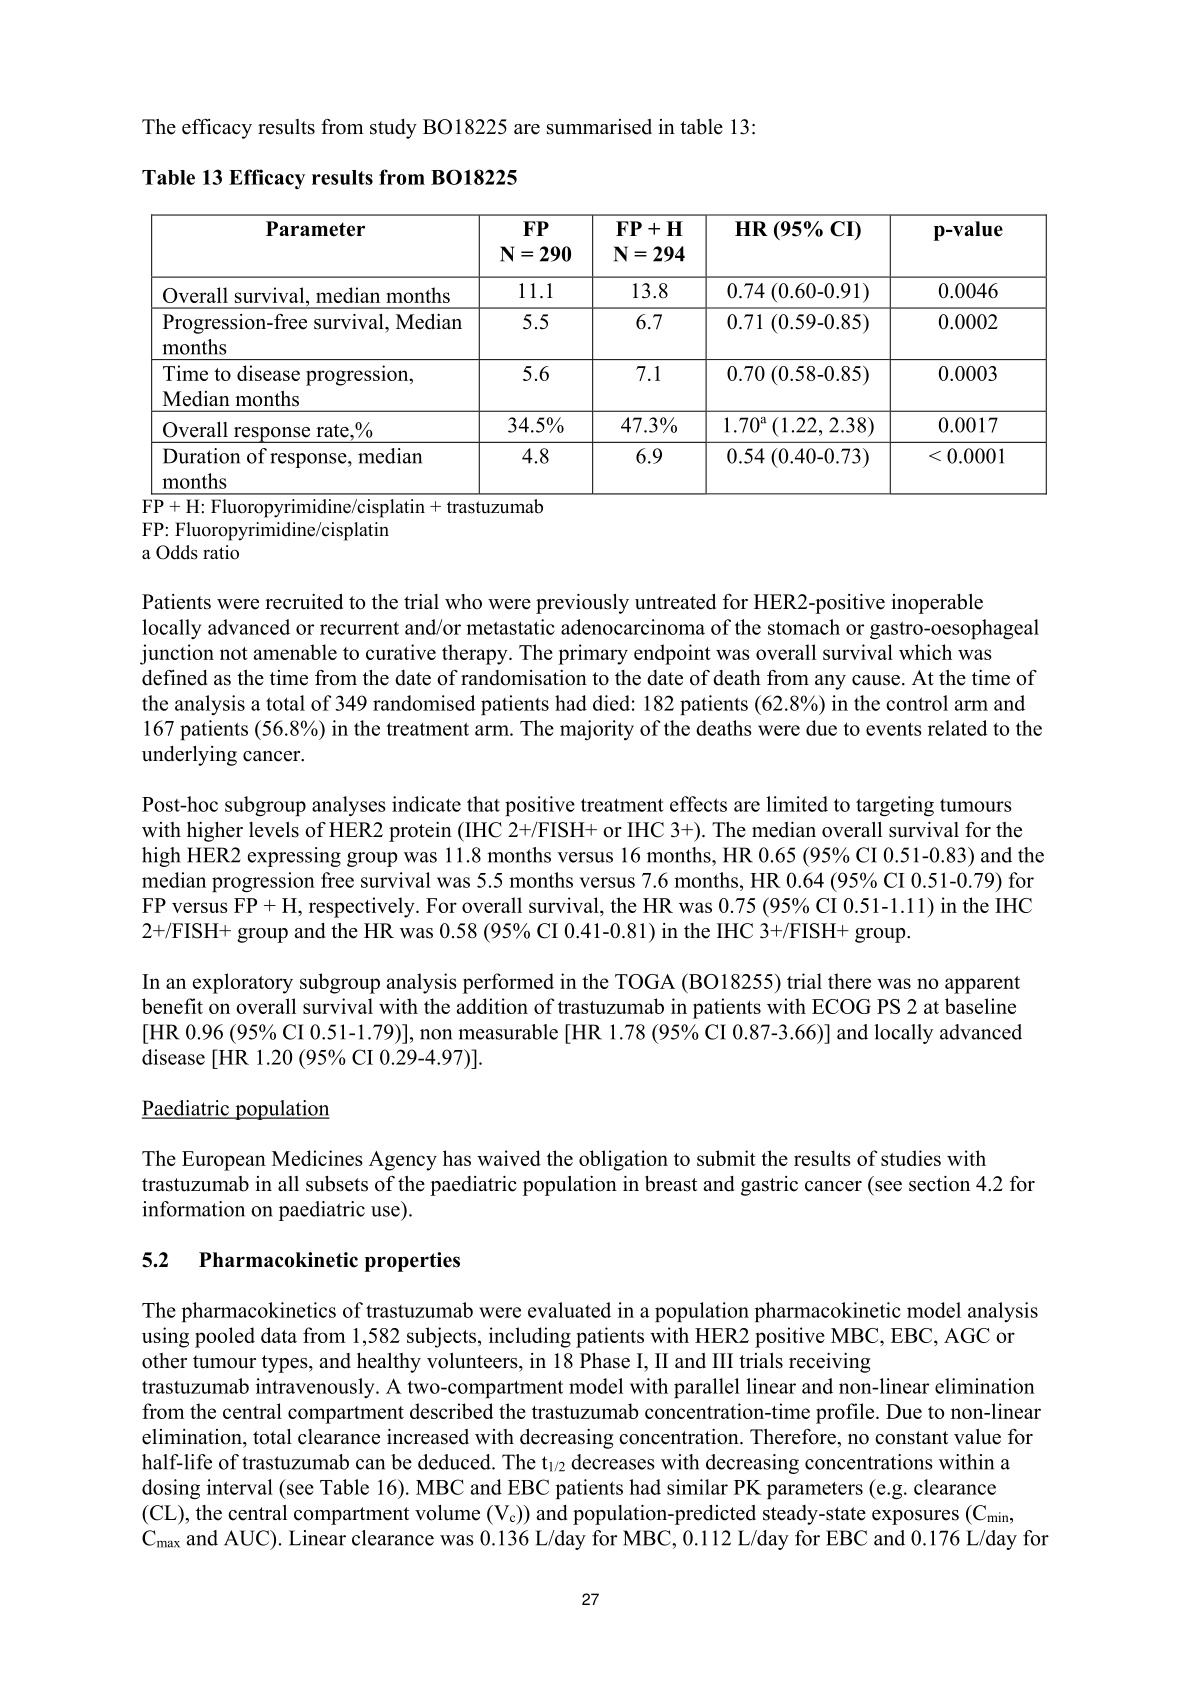 The efficacy results from study BO18225 are summarised in table 13:
Table 13 Efficacy results from BO18225
Parameter FP FP + H HR (95% CI) p-value
N = 290 N = 294
Overall survival, median months 11.1 13.8 0.74 (0.60-0.91) 0.0046
Progression-free survival, Median 5.5 6.7 0.71 (0.59-0.85) 0.0002
months
Time to disease progression, 5.6 7.1 0.70 (0.58-0.85) 0.0003
Median months
Overall response rate,% 34.5% 47.3% 1.70ª (1.22, 2.38) 0.0017
Duration of response, median 4.8 6.9 0.54 (0.40-0.73) < 0.0001
months
FP + H: Fluoropyrimidine/cisplatin + trastuzumab
FP: Fluoropyrimidine/cisplatin
a Odds ratio
Patients were recruited to the trial who were previously untreated for HER2-positive inoperable
locally advanced or recurrent and/or metastatic adenocarcinoma of the stomach or gastro-oesophageal
junction not amenable to curative therapy. The primary endpoint was overall survival which was
defined as the time from the date of randomisation to the date of death from any cause. At the time of
the analysis a total of 349 randomised patients had died: 182 patients (62.8%) in the control arm and
167 patients (56.8%) in the treatment arm. The majority of the deaths were due to events related to the
underlying cancer.
Post-hoc subgroup analyses indicate that positive treatment effects are limited to targeting tumours
with higher levels of HER2 protein (IHC 2+/FISH+ or IHC 3+). The median overall survival for the
high HER2 expressing group was 11.8 months versus 16 months, HR 0.65 (95% CI 0.51-0.83) and the
median progression free survival was 5.5 months versus 7.6 months, HR 0.64 (95% CI 0.51-0.79) for
FP versus FP + H, respectively. For overall survival, the HR was 0.75 (95% CI 0.51-1.11) in the IHC
2+/FISH+ group and the HR was 0.58 (95% CI 0.41-0.81) in the IHC 3+/FISH+ group.
In an exploratory subgroup analysis performed in the TOGA (BO18255) trial there was no apparent
benefit on overall survival with the addition of trastuzumab in patients with ECOG PS 2 at baseline
[HR 0.96 (95% CI 0.51-1.79)], non measurable [HR 1.78 (95% CI 0.87-3.66)] and locally advanced
disease [HR 1.20 (95% CI 0.29-4.97)].
Paediatric population
The European Medicines Agency has waived the obligation to submit the results of studies with
trastuzumab in all subsets of the paediatric population in breast and gastric cancer (see section 4.2 for
information on paediatric use).
5.2 Pharmacokinetic properties
The pharmacokinetics of trastuzumab were evaluated in a population pharmacokinetic model analysis
using pooled data from 1,582 subjects, including patients with HER2 positive MBC, EBC, AGC or
other tumour types, and healthy volunteers, in 18 Phase I, II and III trials receiving
trastuzumab intravenously. A two-compartment model with parallel linear and non-linear elimination
from the central compartment described the trastuzumab concentration-time profile. Due to non-linear
elimination, total clearance increased with decreasing concentration. Therefore, no constant value for
half-life of trastuzumab can be deduced. The t1/2 decreases with decreasing concentrations within a
dosing interval (see Table 16). MBC and EBC patients had similar PK parameters (e.g. clearance
(CL), the central compartment volume (Vc)) and population-predicted steady-state exposures (Cmin,
Cmax and AUC). Linear clearance was 0.136 L/day for MBC, 0.112 L/day for EBC and 0.176 L/day for
27